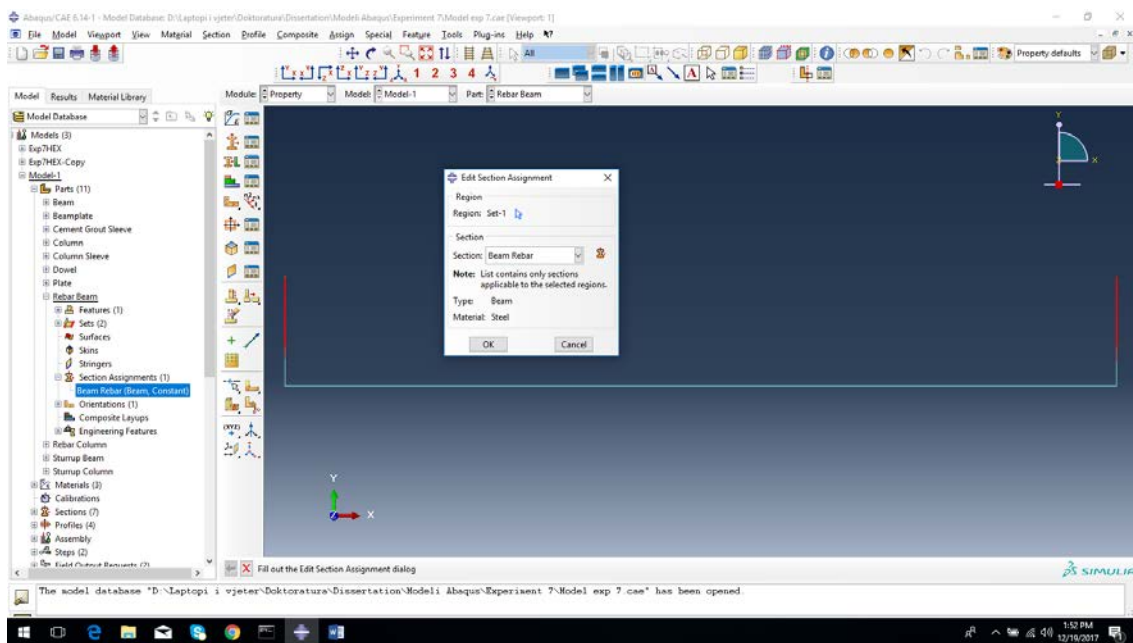 Abaqus/CAE 6.14-1 - Model Database: D:\Laptopi i vjeter\Doktoratura\Dissertation\Modeli Abaqus\Experiment 7\Model exp 7.cae [Viewport: 1]
File Model Viewport View Material Section Profile Composite Assign Special Feature Tools Plug-ins Help
All
Property defaults
1 2 3 4
Model Results Material Library
Module: Property Model: Model-1 Part: Rebar Beam
Model Database
Models (3)
Exp7HEX
Exp7HEX-Copy
Model-1
Parts (11)
Beam
Beamplate
Cement Grout Sleeve
Column
Column Sleeve
Dowel
Plate
Rebar Beam
Features (1)
Sets (2)
Surfaces
Skins
Stringers
Section Assignments (1)
Beam Rebar (Beam, Constant)
Orientations (1)
Composite Layups
Engineering Features
Rebar Column
Sturrup Beam
Sturrup Column
Materials (3)
Calibrations
Sections (7)
Profiles (4)
Assembly
Steps (2)
Field Output Requests (2)
Edit Section Assignment
Region
Region: Set-1
Section
Section: Beam Rebar
Note: List contains only sections
applicable to the selected regions.
Type: Beam
Material: Steel
OK Cancel
Y
X
Y
X
Fill out the Edit Section Assignment dialog
SIMULIA
The model database "D:\Laptopi i vjeter\Doktoratura\Dissertation\Modeli Abaqus\Experiment 7\Model exp 7.cae" has been opened.
1:52 PM
12/19/2017